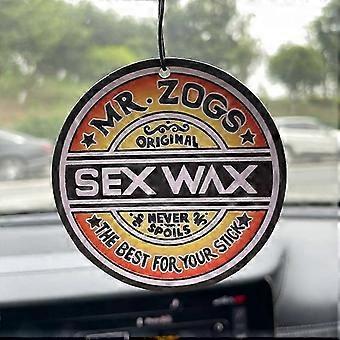 MR. ZOGS
ORIGINAL
SEX WAX
NEVER
SPOILS
THE BEST FOR YOUR STICK